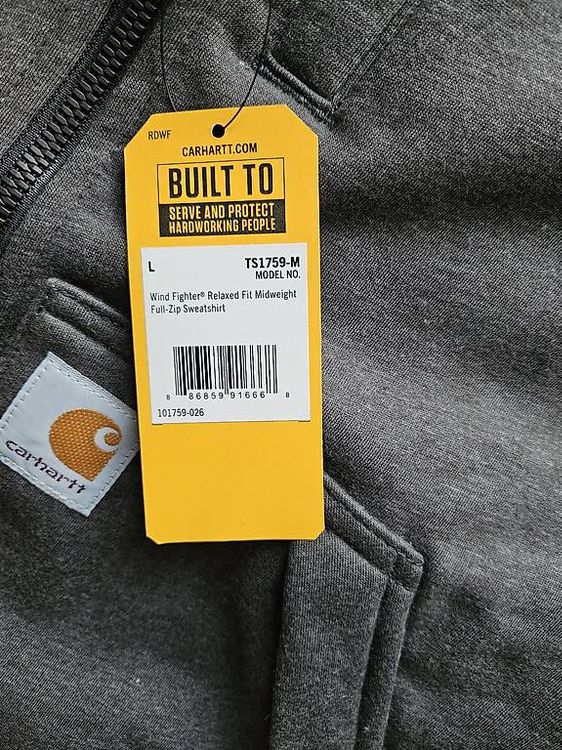 RDWF
CARHARTT.COM
BUILT TO
SERVE AND PROTECT
HARDWORKING PEOPLE
L TS1759-M
MODEL NO.
Wind Fighter® Relaxed Fit Midweight
Full-Zip Sweatshirt
8 86859 91666 8
101759-026
carhartt